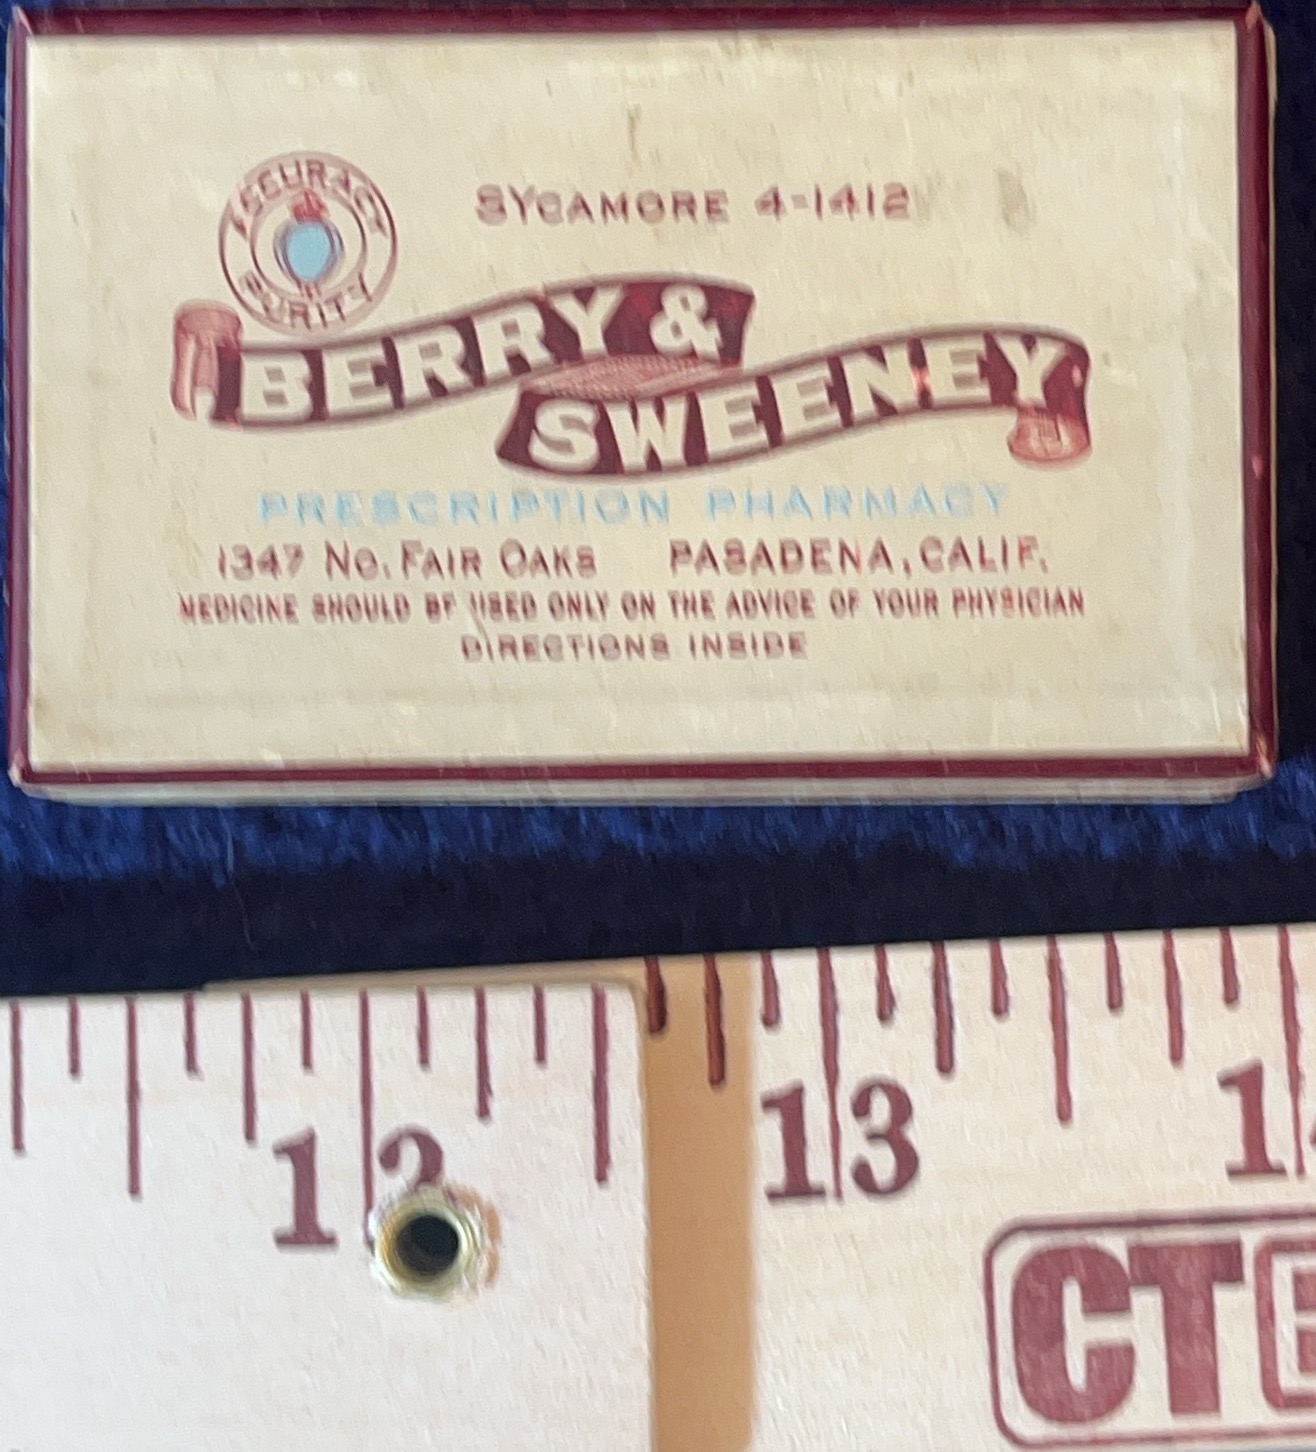 ACCURACY
PURITY
SYCAMORE 4-1412
BERRY &
SWEENEY
PRESCRIPTION PHARMACY
1347 NO. FAIR OAKS PASADENA, CALIF.
MEDICINE SHOULD BE USED ONLY ON THE ADVICE OF YOUR PHYSICIAN
DIRECTIONS INSIDE
12 13 1
CT